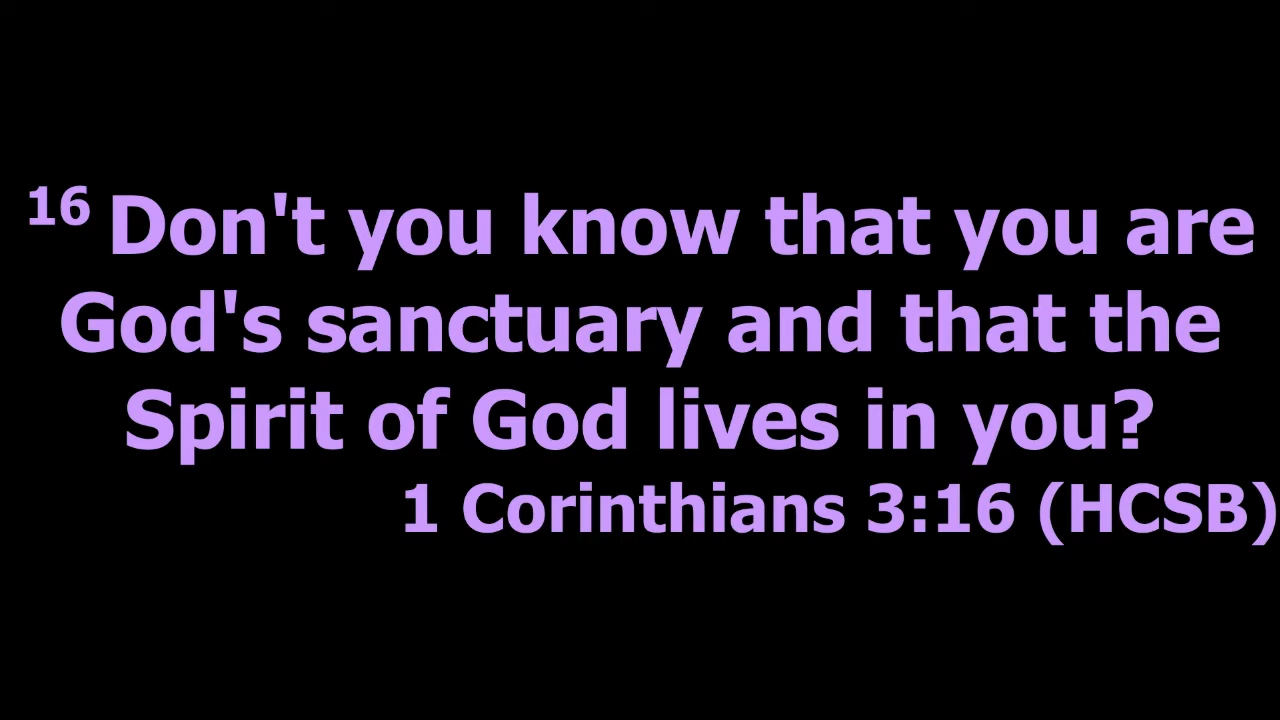 16 Don't you know that you are
God's sanctuary and that the
Spirit of God lives in you?
1 Corinthians 3:16 (HCSB)